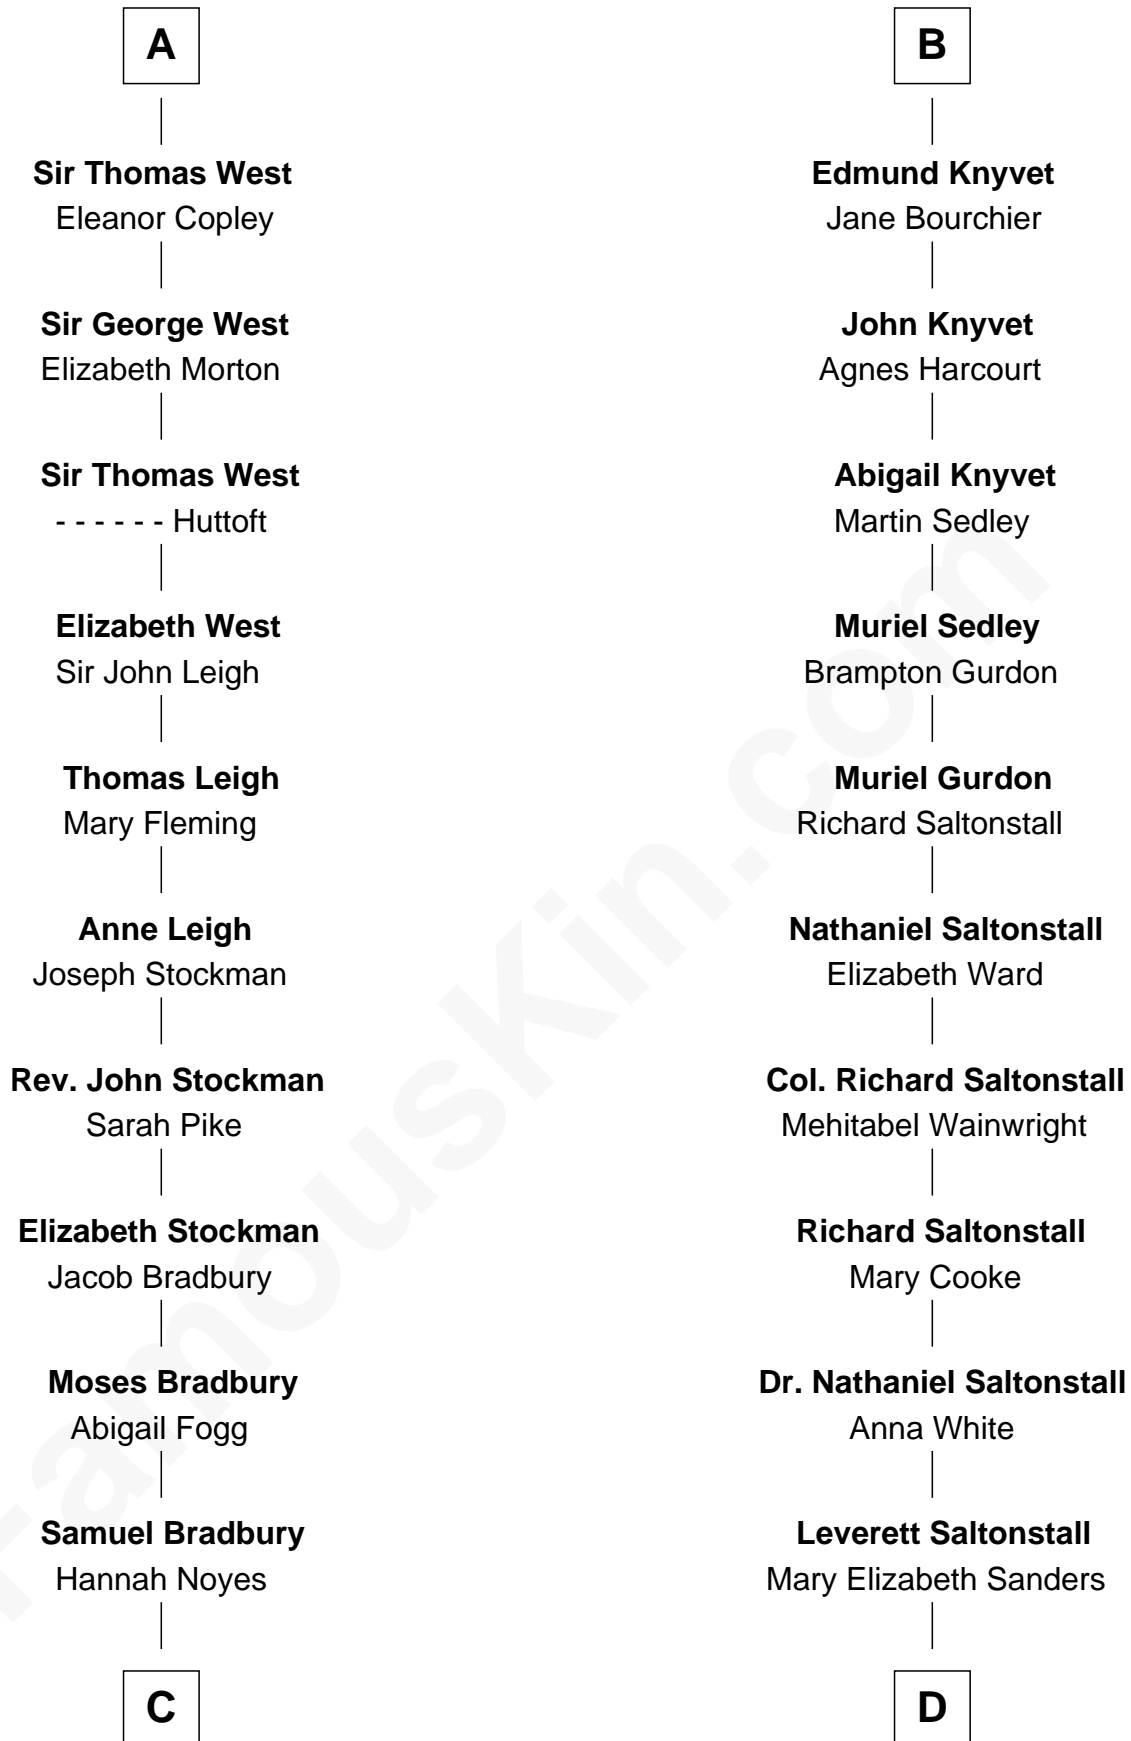 A
Sir Thomas West
Eleanor Copley
Sir George West
Elizabeth Morton
Sir Thomas West
- - - - - - Huttoft
Elizabeth West
Sir John Leigh
Thomas Leigh
Mary Fleming
Anne Leigh
Joseph Stockman
Rev. John Stockman
Sarah Pike
Elizabeth Stockman
Jacob Bradbury
Moses Bradbury
Abigail Fogg
Samuel Bradbury
Hannah Noyes
C
B
Edmund Knyvet
Jane Bourchier
John Knyvet
Agnes Harcourt
Abigail Knyvet
Martin Sedley
Muriel Sedley
Brampton Gurdon
Muriel Gurdon
Richard Saltonstall
Nathaniel Saltonstall
Elizabeth Ward
Col. Richard Saltonstall
Mehitabel Wainwright
Richard Saltonstall
Mary Cooke
Dr. Nathaniel Saltonstall
Anna White
Leverett Saltonstall
Mary Elizabeth Sanders
D
FamousKin.com